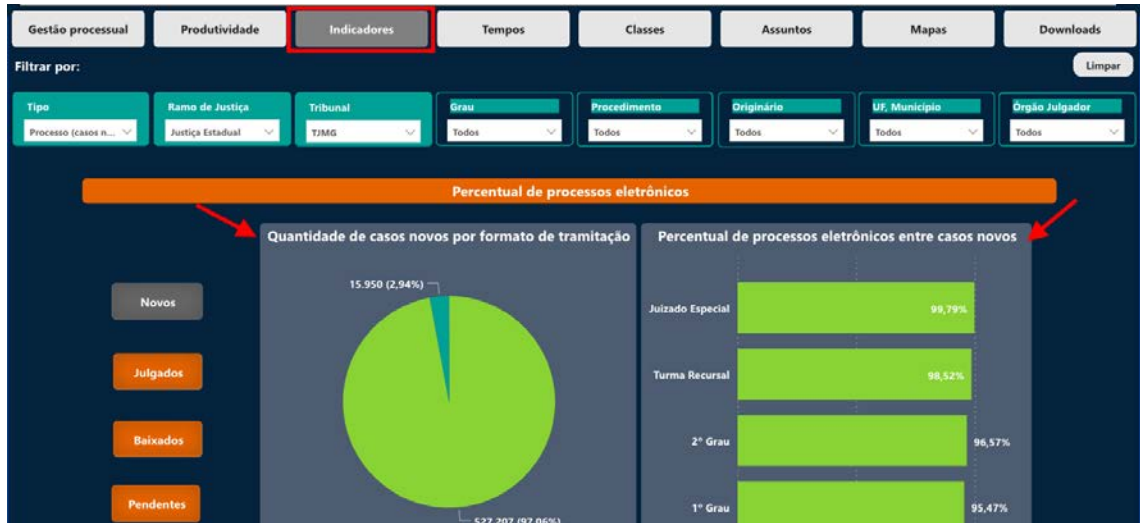 Gestão processual
Produtividade
Indicadores
Tempos
Classes
Assuntos
Mapas
Downloads
Filtrar por:
Limpar
Tipo
Processo (casos n...
Ramo de Justiça
Justiça Estadual
Tribunal
TJMG
Grau
Todos
Procedimento
Todos
Originário
Todos
UF, Município
Todos
Órgão Julgador
Todos
Percentual de processos eletrônicos
Novos
Julgados
Baixados
Pendentes
Quantidade de casos novos por formato de tramitação
15.950 (2,94%)
527.207 (97,06%)
Percentual de processos eletrônicos entre casos novos
Juizado Especial
99,79%
Turma Recursal
98,52%
2º Grau
96,57%
1º Grau
95,47%